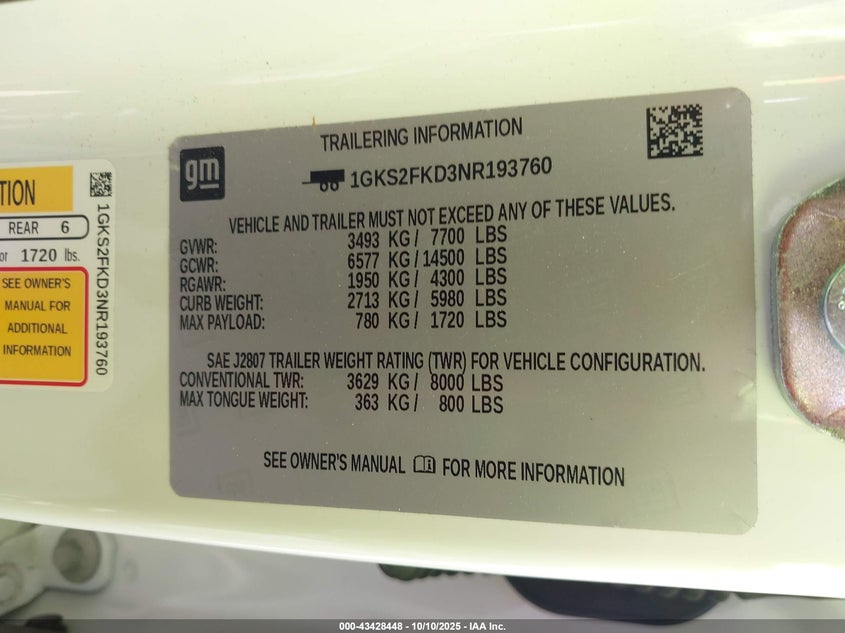 TION
REAR 6
or 1720 lbs.
SEE OWNER'S
MANUAL FOR
ADDITIONAL
INFORMATION
1GKS2FKD3NR193760
gm
TRAILERING INFORMATION
1GKS2FKD3NR193760
VEHICLE AND TRAILER MUST NOT EXCEED ANY OF THESE VALUES.
GVWR: 3493 KG / 7700 LBS
GCWR: 6577 KG / 14500 LBS
RGAWR: 1950 KG / 4300 LBS
CURB WEIGHT: 2713 KG / 5980 LBS
MAX PAYLOAD: 780 KG / 1720 LBS
SAE J2807 TRAILER WEIGHT RATING (TWR) FOR VEHICLE CONFIGURATION.
CONVENTIONAL TWR: 3629 KG / 8000 LBS
MAX TONGUE WEIGHT: 363 KG / 800 LBS
SEE OWNER'S MANUAL FOR MORE INFORMATION
000-43428448 - 10/10/2025 - IAA Inc.